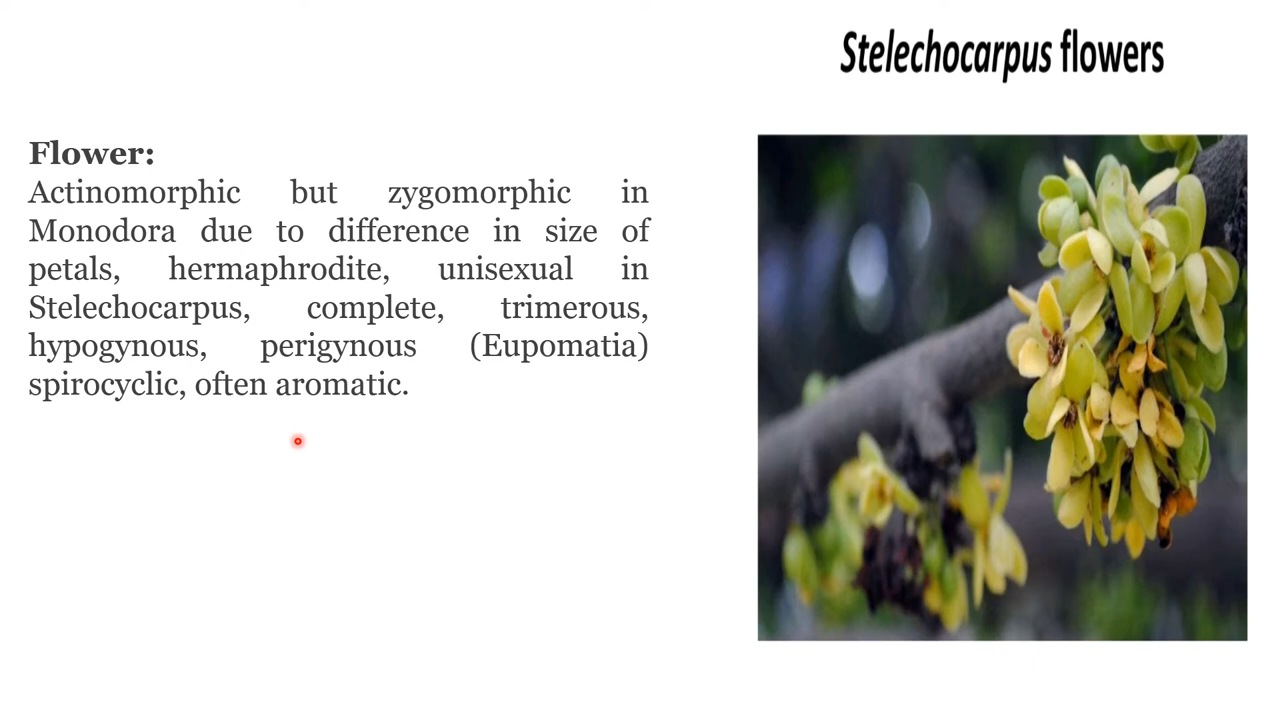 Stelechocarpus flowers
Flower:
Actinomorphic but zygomorphic in
Monodora due to difference in size of
petals, hermaphrodite, unisexual in
Stelechocarpus, complete, trimerous,
hypogynous, perigynous (Eupomatia)
spirocyclic, often aromatic.